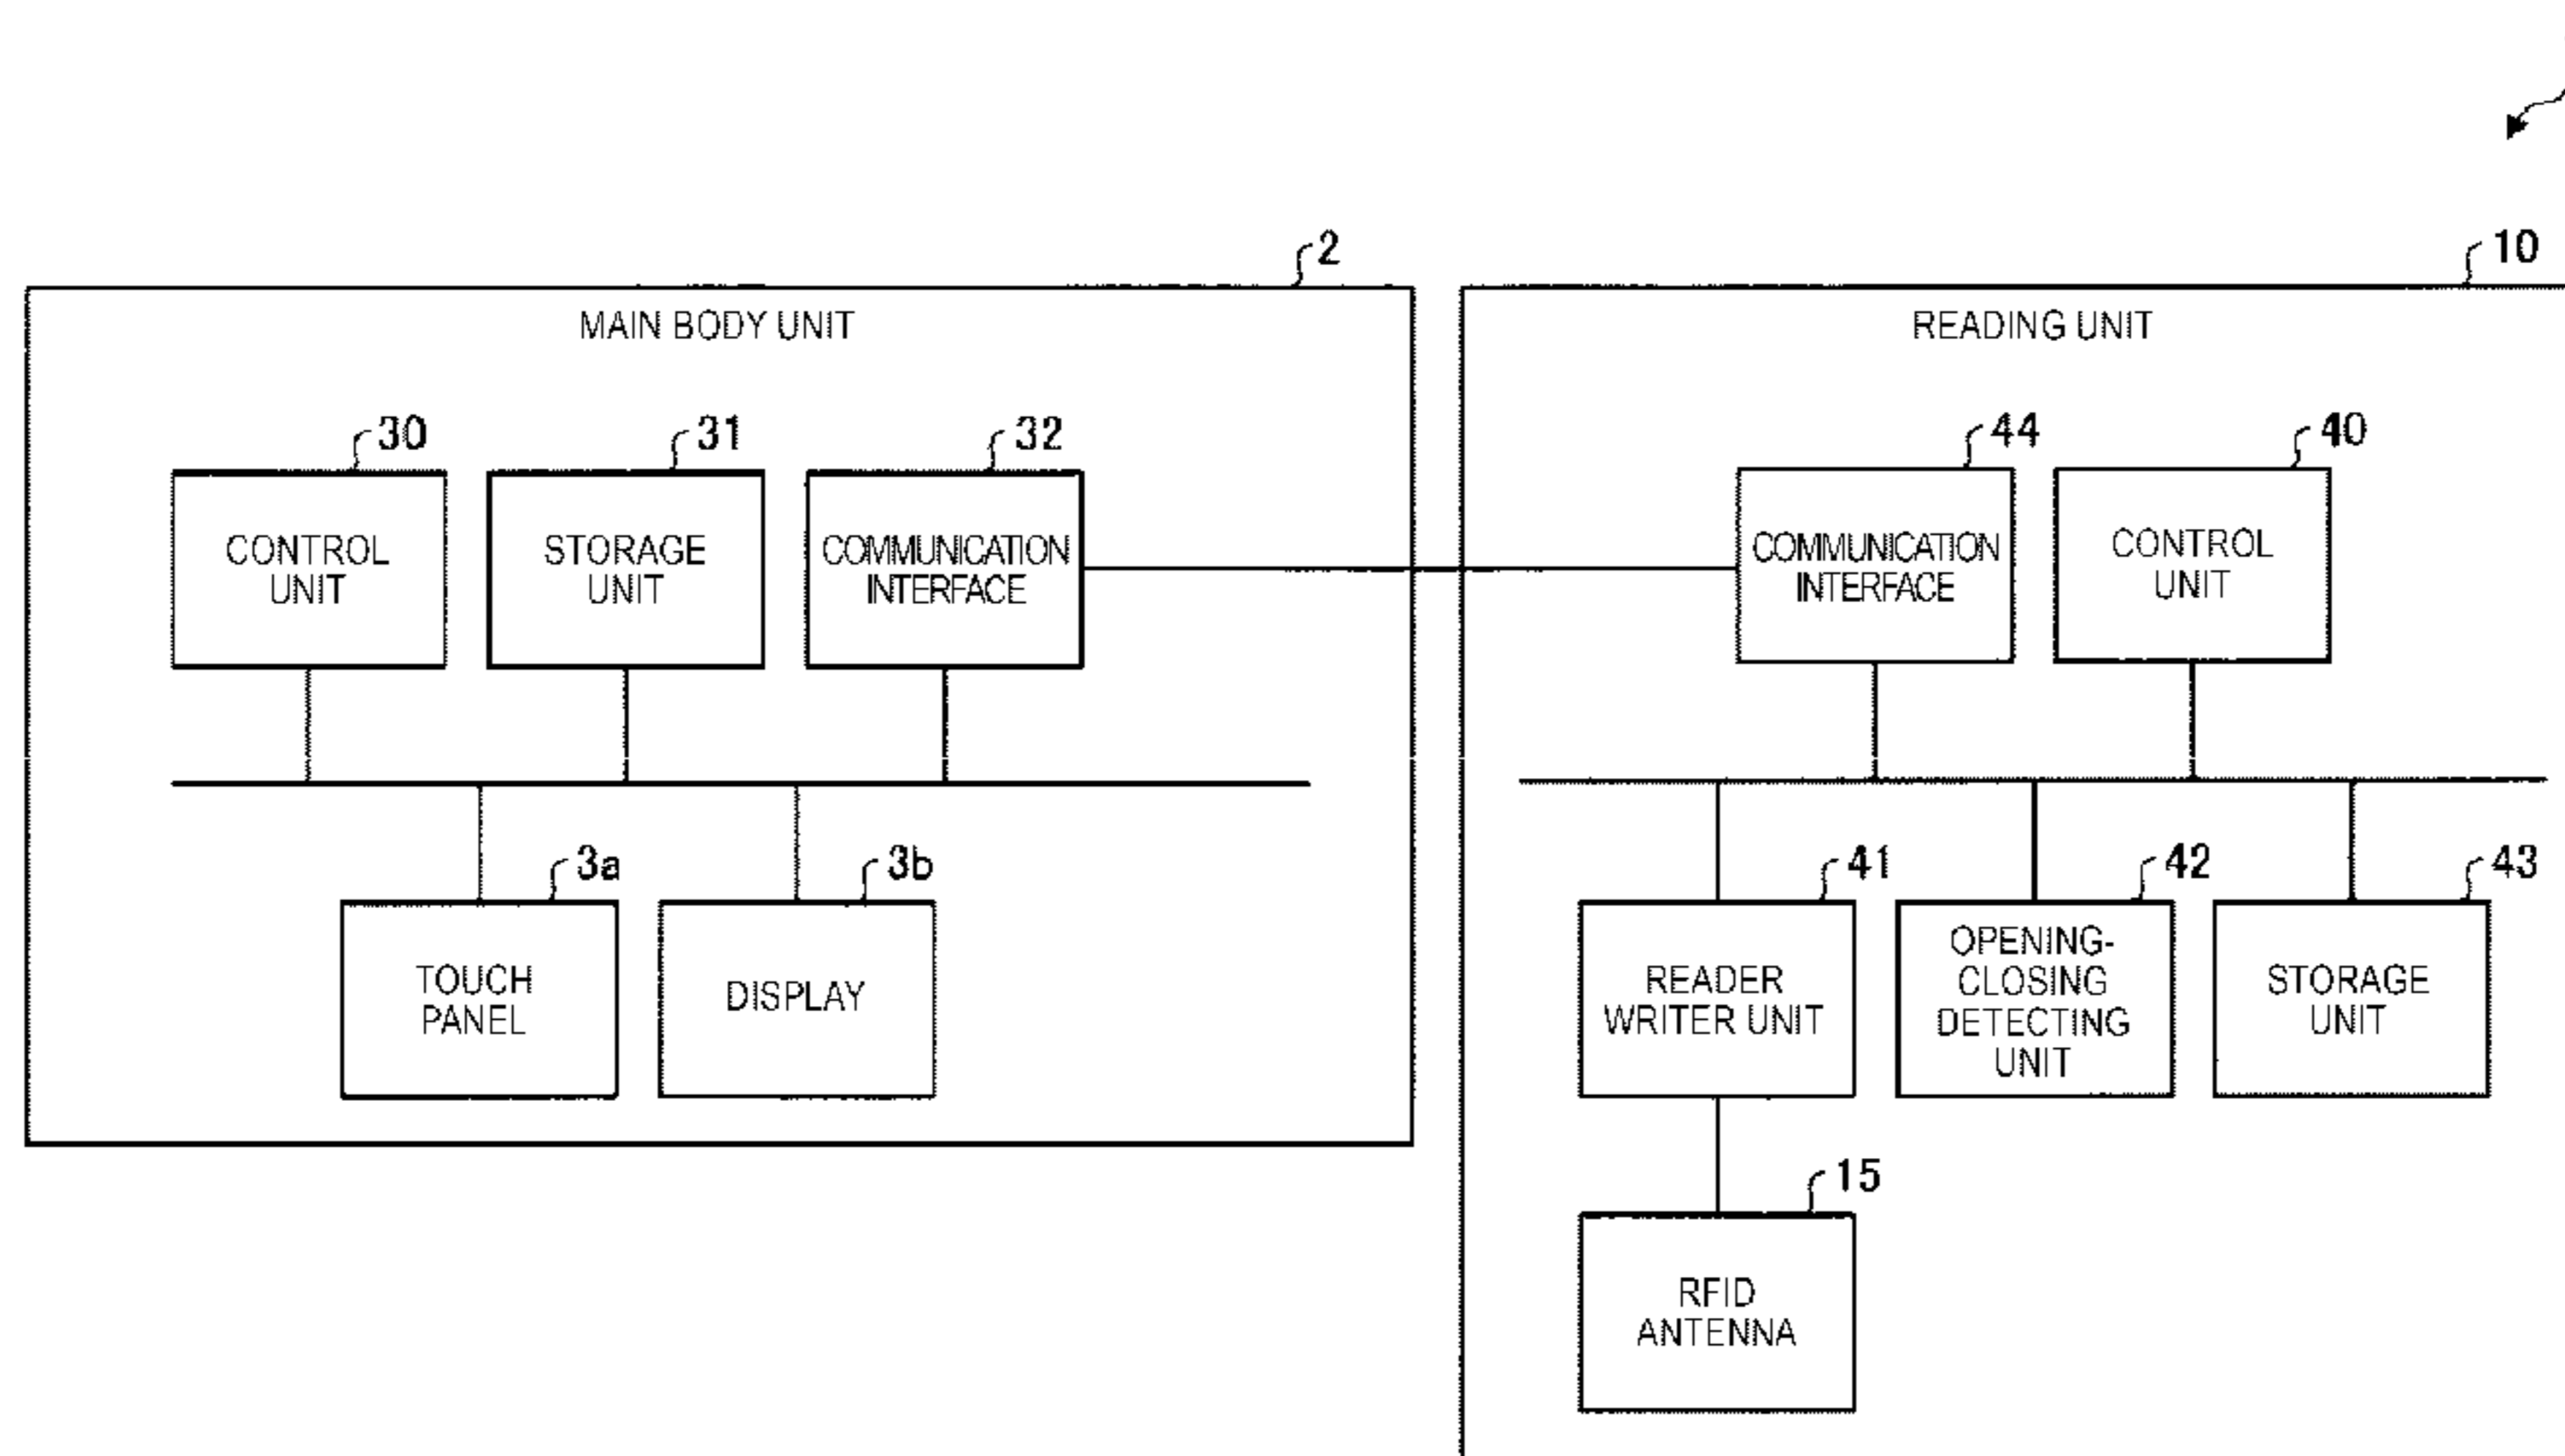 2
10
MAIN BODY UNIT
READING UNIT
30
31
32
44
40
CONTROL
UNIT
STORAGE
UNIT
COMMUNICATION
INTERFACE
COMMUNICATION
INTERFACE
CONTROL
UNIT
3a
3b
41
42
43
TOUCH
PANEL
DISPLAY
READER
WRITER UNIT
OPENING-
CLOSING
DETECTING
UNIT
STORAGE
UNIT
15
RFID
ANTENNA